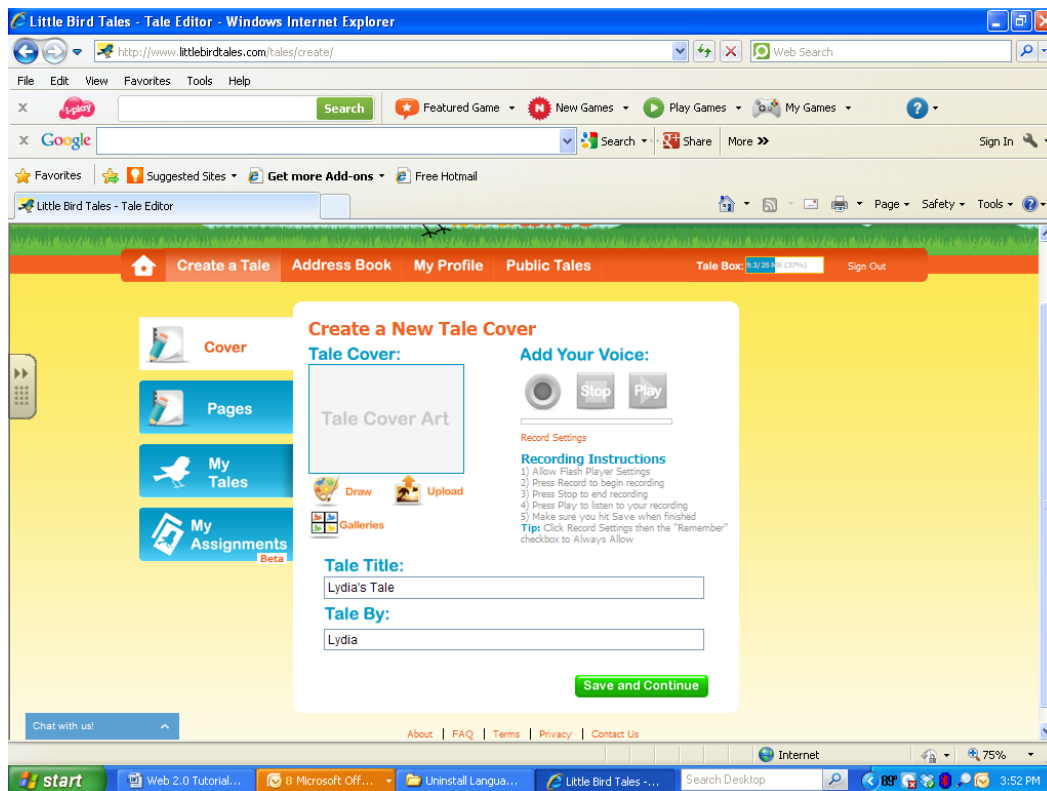 Little Bird Tales - Tale Editor - Windows Internet Explorer
http://www.littlebirdtales.com/tales/create/
Web Search
File Edit View Favorites Tools Help
x i-play Search Featured Game New Games Play Games My Games ?
x Google Search Share More >> Sign In
Favorites Suggested Sites Get more Add-ons Free Hotmail
Little Bird Tales - Tale Editor Page Safety Tools
Create a Tale Address Book My Profile Public Tales Tale Box: 9.3/25 MB (37%) Sign Out
Cover
Pages
My
Tales
My
Assignments
Beta
Create a New Tale Cover
Tale Cover:
Tale Cover Art
Draw Upload
Galleries
Add Your Voice:
Stop Play
Record Settings
Recording Instructions
1) Allow Flash Player Settings
2) Press Record to begin recording
3) Press Stop to end recording
4) Press Play to listen to your recording
5) Make sure you hit Save when finished
Tip: Click Record Settings then the "Remember"
checkbox to Always Allow
Tale Title:
Lydia's Tale
Tale By:
Lydia
Save and Continue
Chat with us!
About | FAQ | Terms | Privacy | Contact Us
Internet 75%
start Web 2.0 Tutorial... 8 Microsoft Off... Uninstall Langua... Little Bird Tales -... Search Desktop 89° 3:52 PM